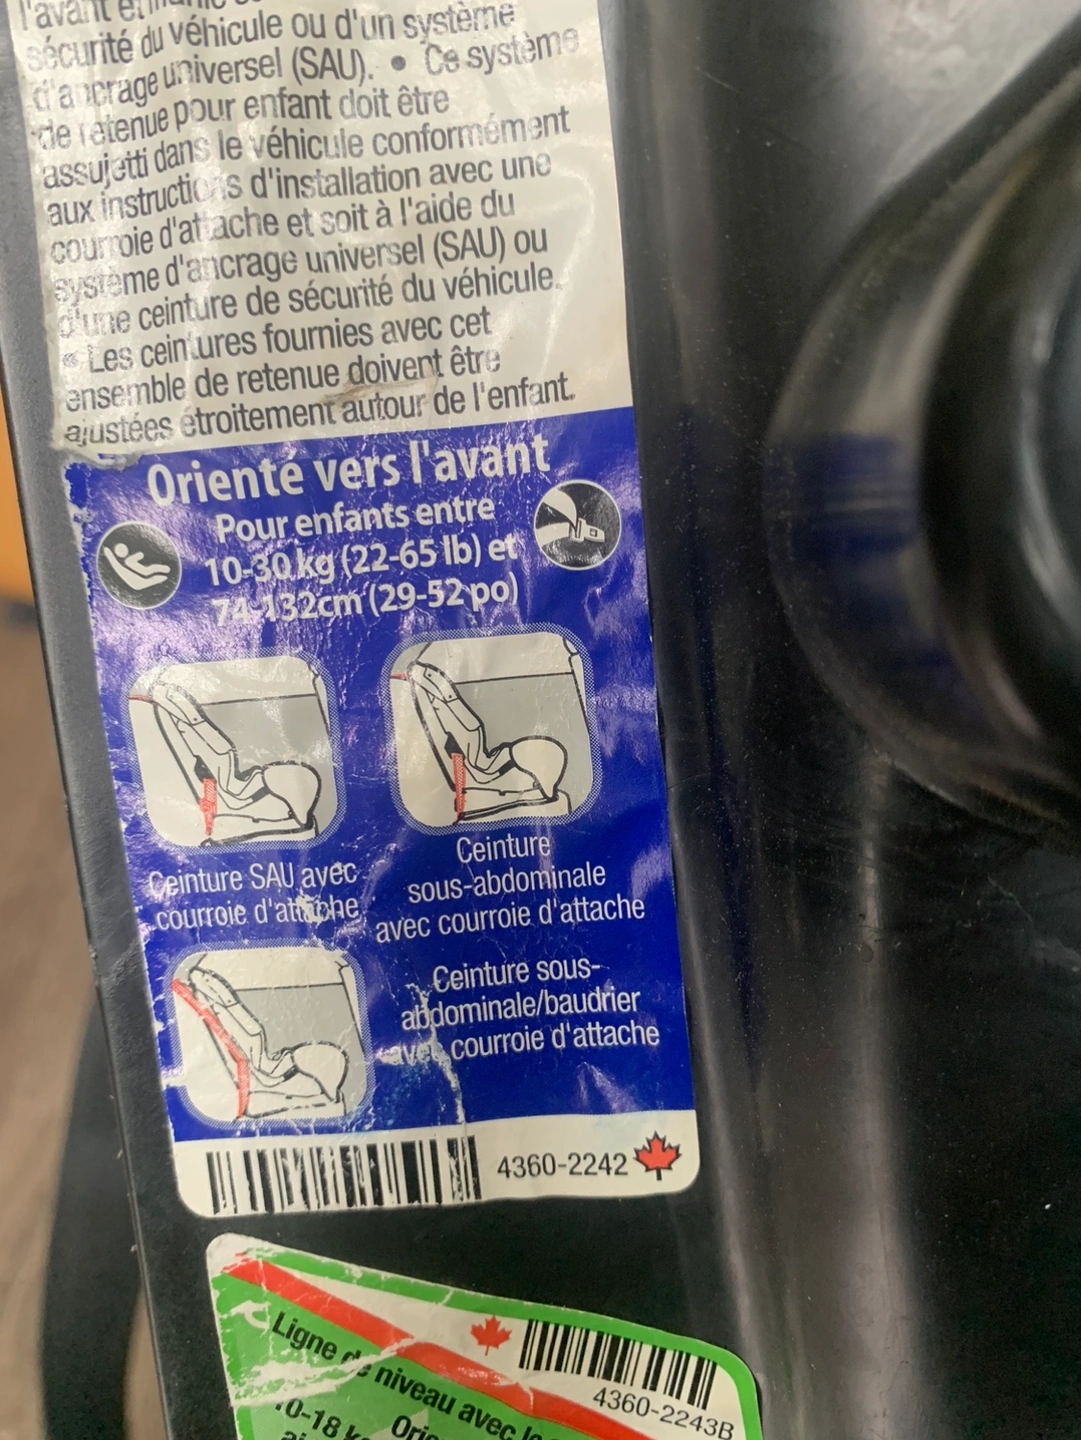 l'avant et
sécurité du véhicule ou d'un système
d'ancrage universel (SAU). • Ce système
de retenue pour enfant doit être
assujetti dans le véhicule conformément
aux instructions d'installation avec une
courroie d'attache et soit à l'aide du
système d'ancrage universel (SAU) ou
d'une ceinture de sécurité du véhicule.
• Les ceintures fournies avec cet
ensemble de retenue doivent être
ajustées étroitement autour de l'enfant.
Orienté vers l'avant
Pour enfants entre
10-30 kg (22-65 lb) et
74-132cm (29-52 po)
Ceinture SAU avec
courroie d'attache
Ceinture
sous-abdominale
avec courroie d'attache
Ceinture sous-
abdominale/baudrier
avec courroie d'attache
4360-2242
4360-2243B
Ligne de niveau avec le
10-18